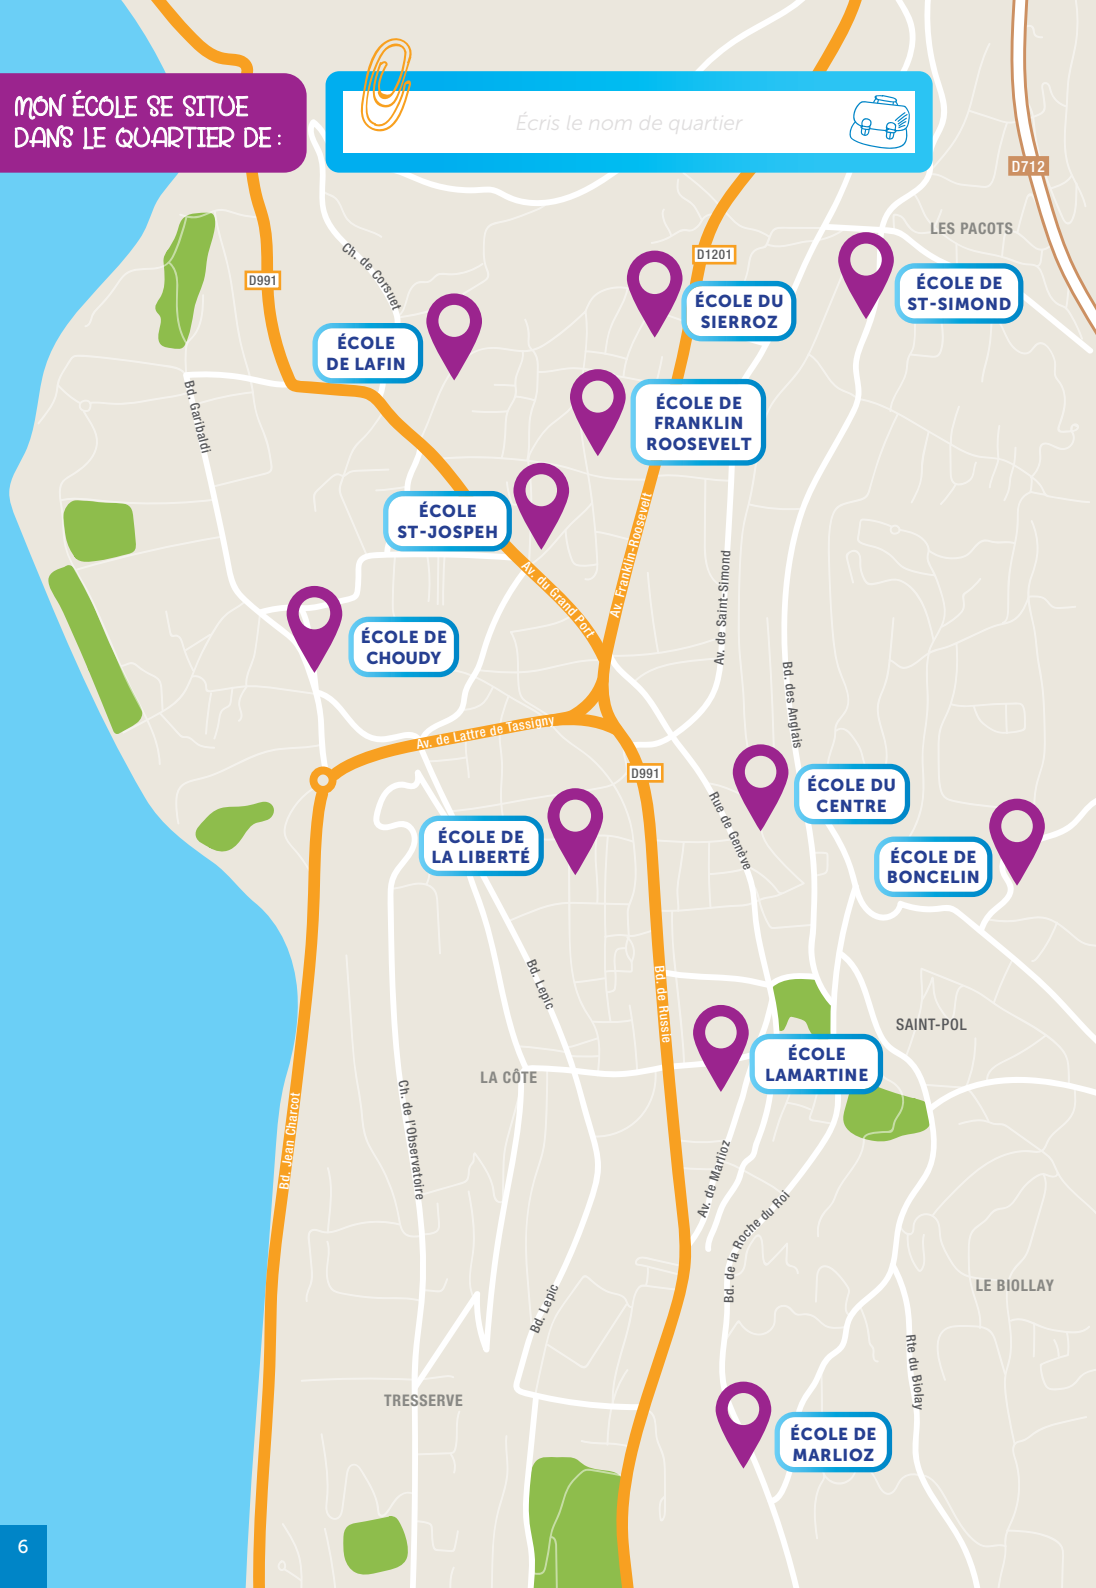 MON ÉCOLE SE SITUE
DANS LE QUARTIER DE :
Écris le nom de quartier
D712
LES PACOTS
D1201
D991
Ch. de Corsuet
ÉCOLE DE
ST-SIMOND
ÉCOLE DU
SIERROZ
ÉCOLE
DE LAFIN
Bd. Garibaldi
ÉCOLE DE
FRANKLIN
ROOSEVELT
ÉCOLE
ST-JOSPEH
Av. Franklin-Roosevelt
Av. du Grand Port
Av. de Saint-Simond
ÉCOLE DE
CHOUDY
Bd. des Anglais
Av. de Lattre de Tassigny
D991
ÉCOLE DU
CENTRE
Rue de Genève
ÉCOLE DE
LA LIBERTÉ
ÉCOLE DE
BONCELIN
Bd. Lepic
Bd. de Russie
SAINT-POL
ÉCOLE
LAMARTINE
LA CÔTE
Bd. Jean Charcot
Ch. de l'Observatoire
Av. de Marlioz
Bd. de la Roche du Roi
LE BIOLLAY
Bd. Lepic
Rte du Biolay
TRESSERVE
ÉCOLE DE
MARLIOZ
6